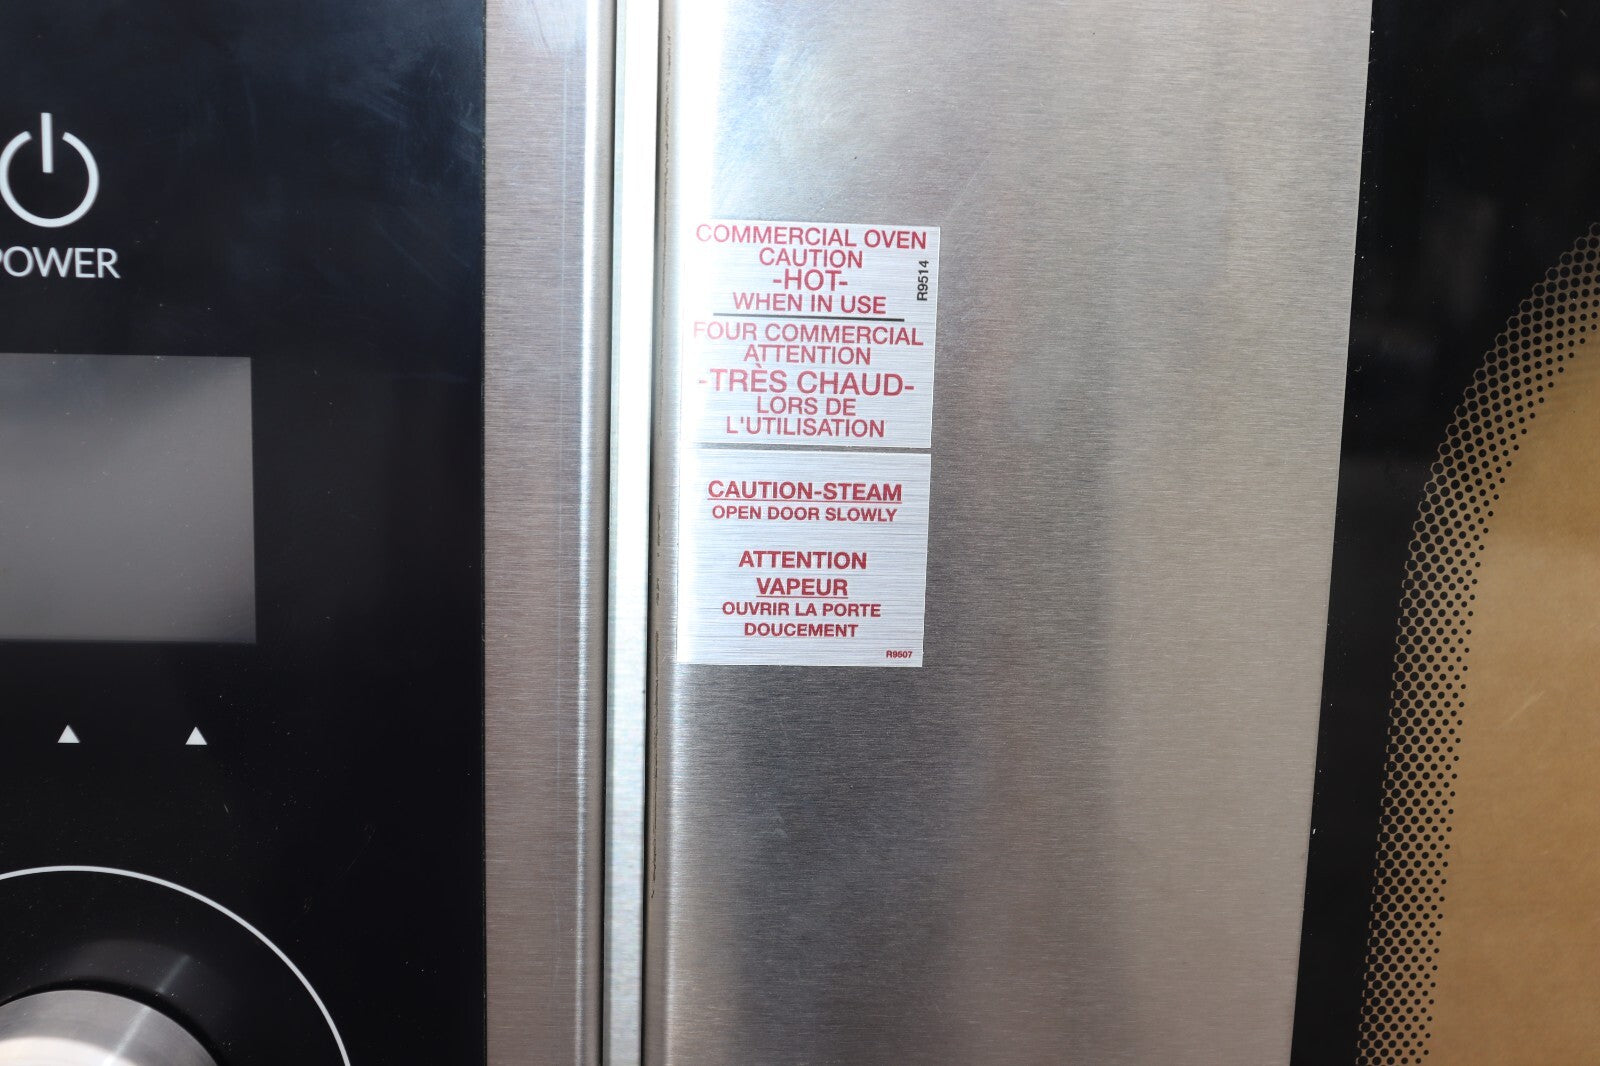 POWER
COMMERCIAL OVEN
CAUTION
-HOT-
WHEN IN USE
R9514
FOUR COMMERCIAL
ATTENTION
-TRÈS CHAUD-
LORS DE
L'UTILISATION
CAUTION-STEAM
OPEN DOOR SLOWLY
ATTENTION
VAPEUR
OUVRIR LA PORTE
DOUCEMENT
R9507